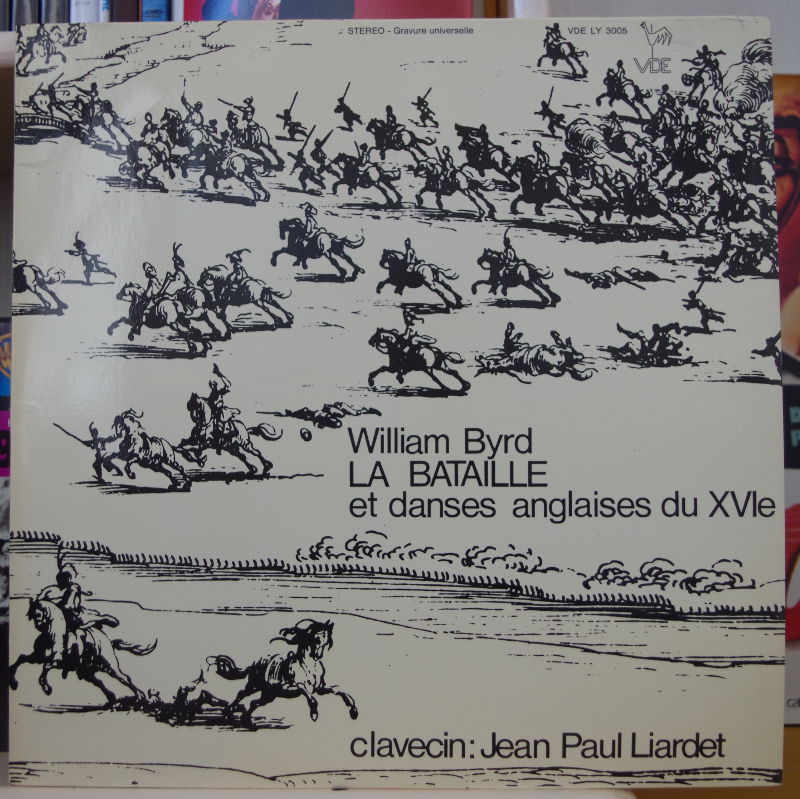 STEREO - Gravure universelle
VDE LY 3005
VDE
William Byrd
LA BATAILLE
et danses anglaises du XVIe
clavecin: Jean Paul Liardet